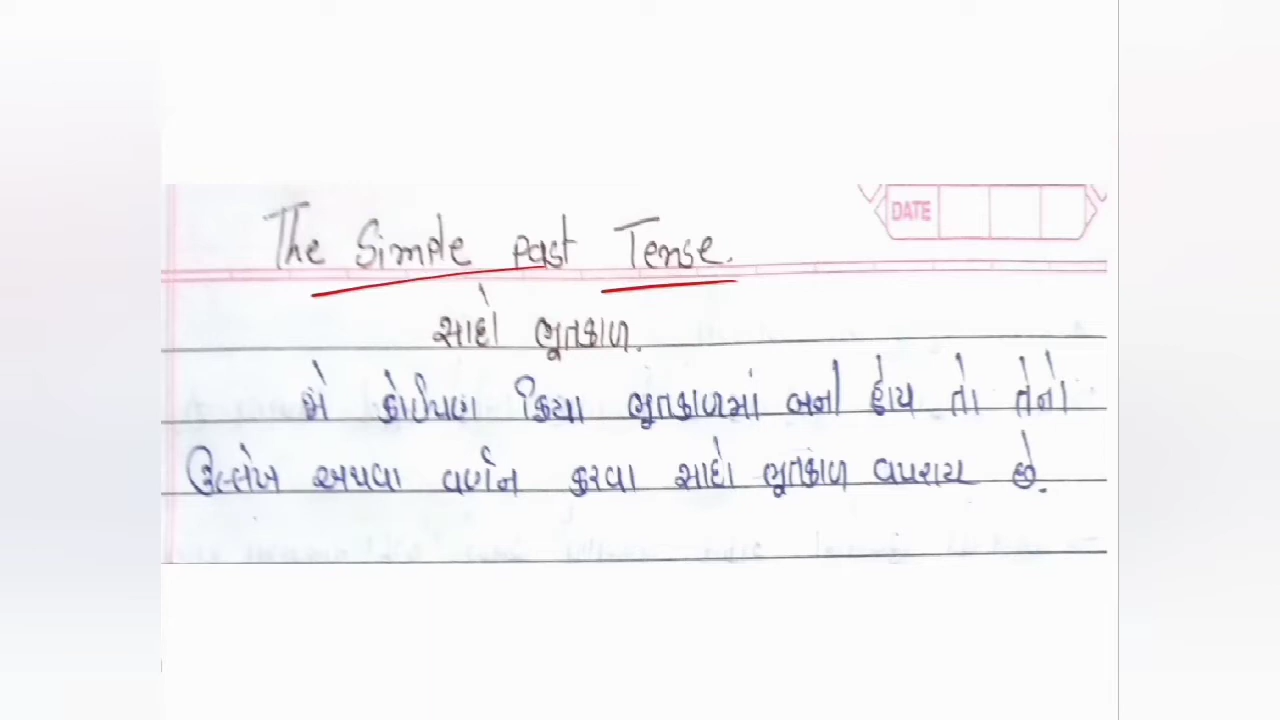 DATE
The Simple past Tense.
સાદો ભૂતકાળ.
જો કોઈપણ ક્રિયા ભૂતકાળમાં બની હોય તો તેનો
ઉલ્લેખ અથવા વર્ણન કરવા સાદો ભૂતકાળ વપરાય છે.